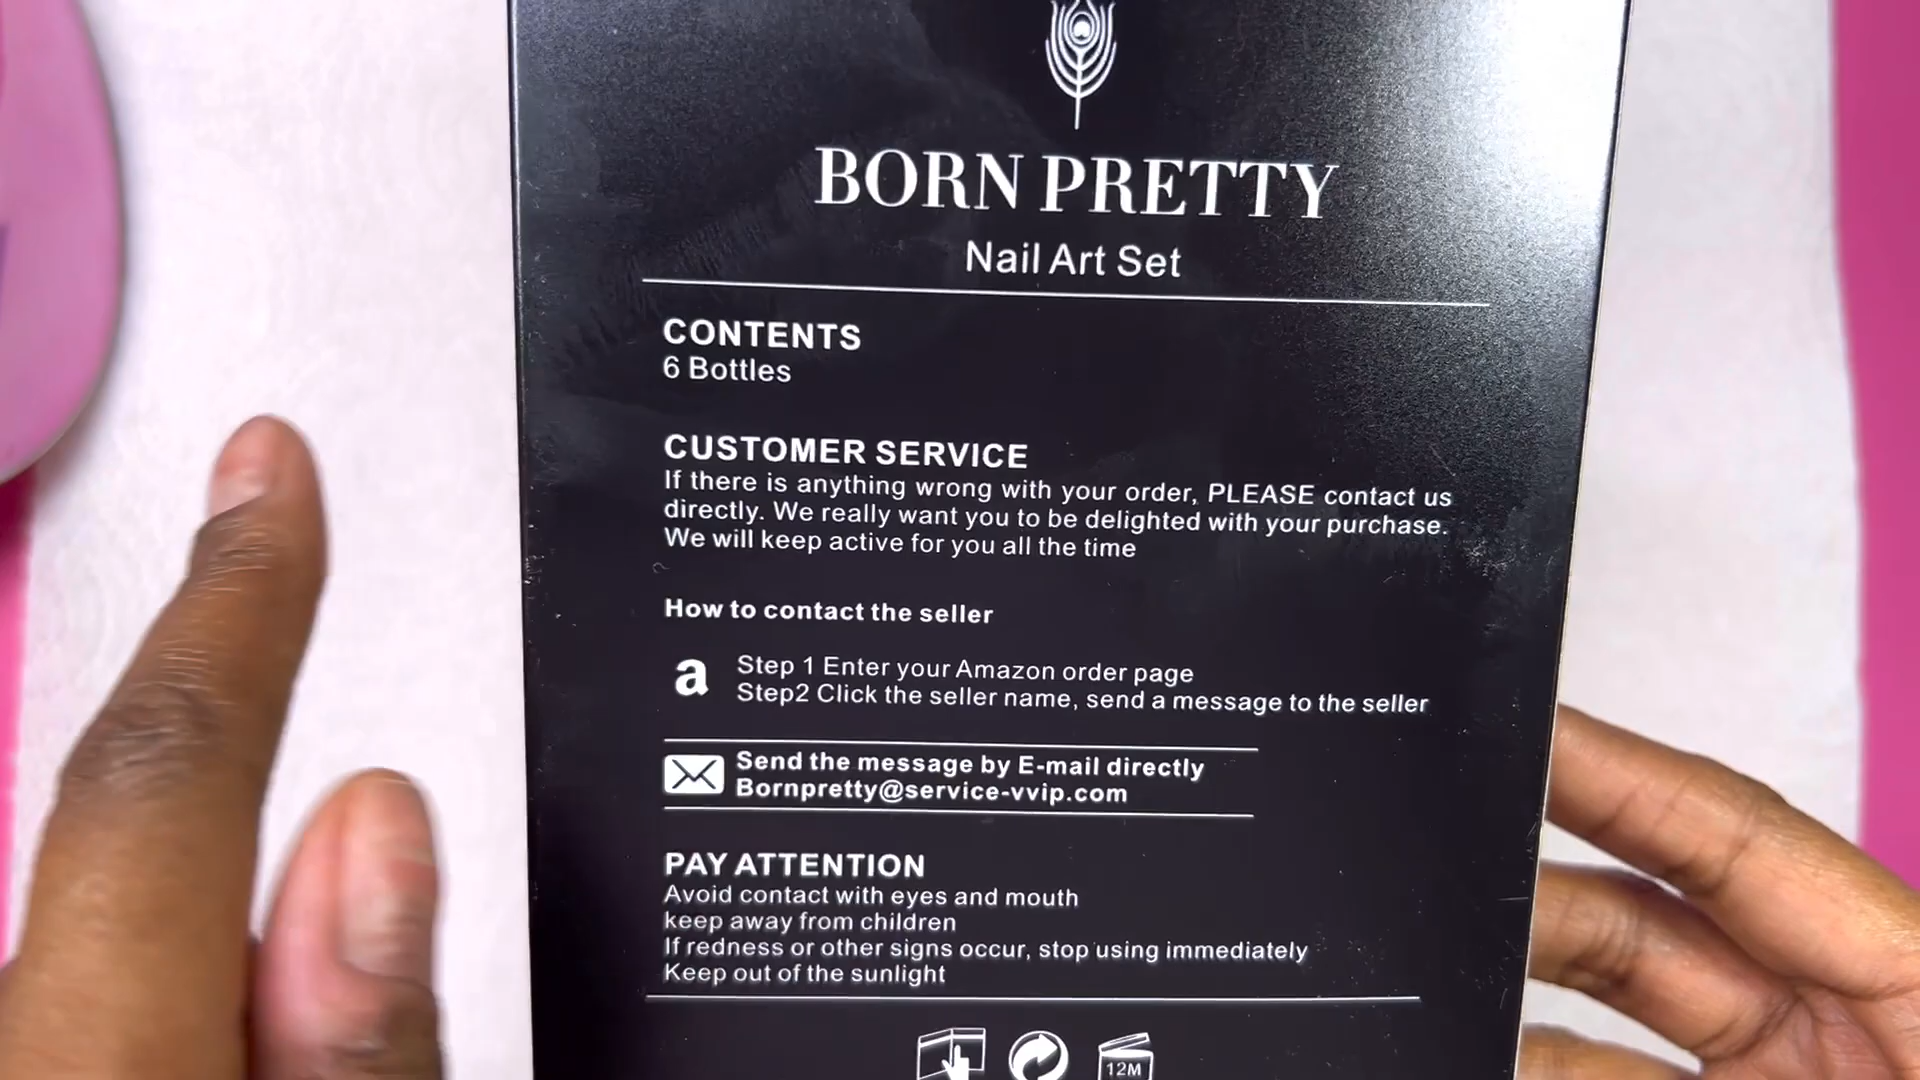 BORN PRETTY
Nail Art Set
CONTENTS
6 Bottles
CUSTOMER SERVICE
If there is anything wrong with your order, PLEASE contact us
directly. We really want you to be delighted with your purchase.
We will keep active for you all the time
How to contact the seller
a
Step 1 Enter your Amazon order page
Step2 Click the seller name, send a message to the seller
Send the message by E-mail directly
Bornpretty@service-vvip.com
PAY ATTENTION
Avoid contact with eyes and mouth
keep away from children
If redness or other signs occur, stop using immediately
Keep out of the sunlight
12M